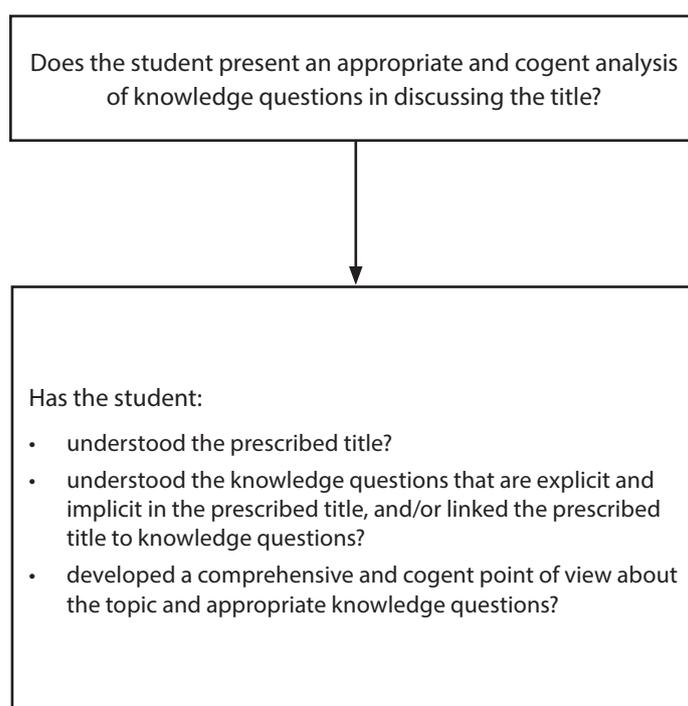 Does the student present an appropriate and cogent analysis
of knowledge questions in discussing the title?
Has the student:
• understood the prescribed title?
• understood the knowledge questions that are explicit and
implicit in the prescribed title, and/or linked the prescribed
title to knowledge questions?
• developed a comprehensive and cogent point of view about
the topic and appropriate knowledge questions?